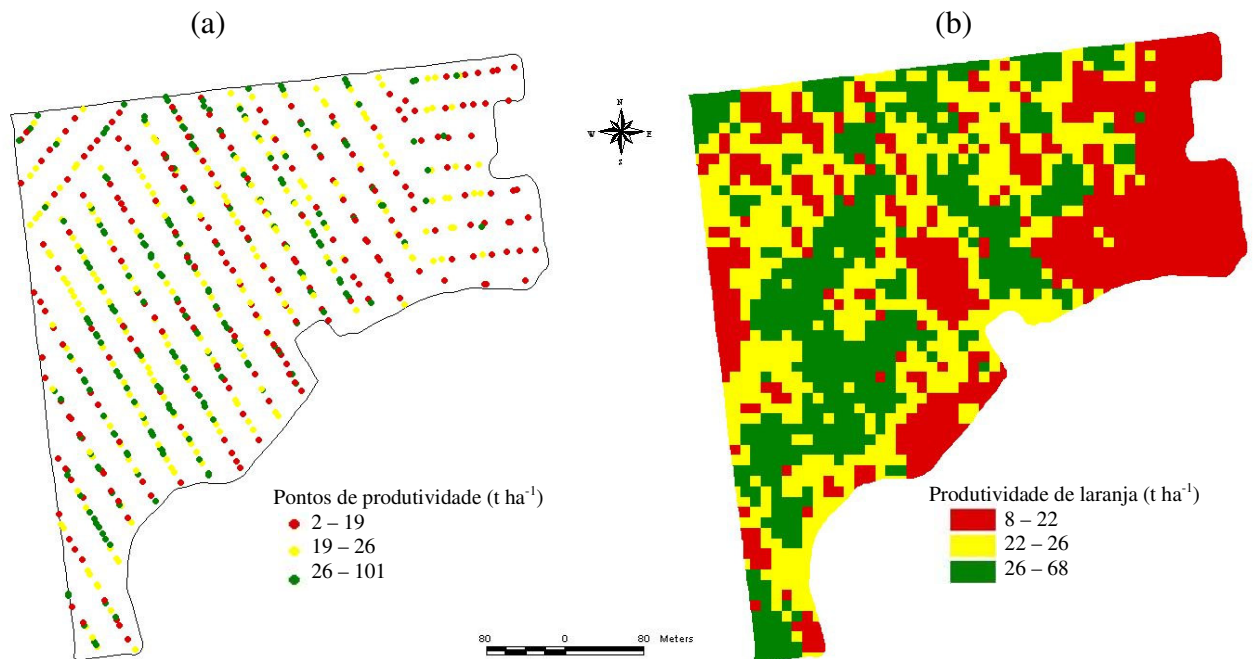 (a)
(b)
N
W E
S
Pontos de produtividade (t ha-1)
2 – 19
19 – 26
26 – 101
Produtividade de laranja (t ha-1)
8 – 22
22 – 26
26 – 68
80 0 80 Meters